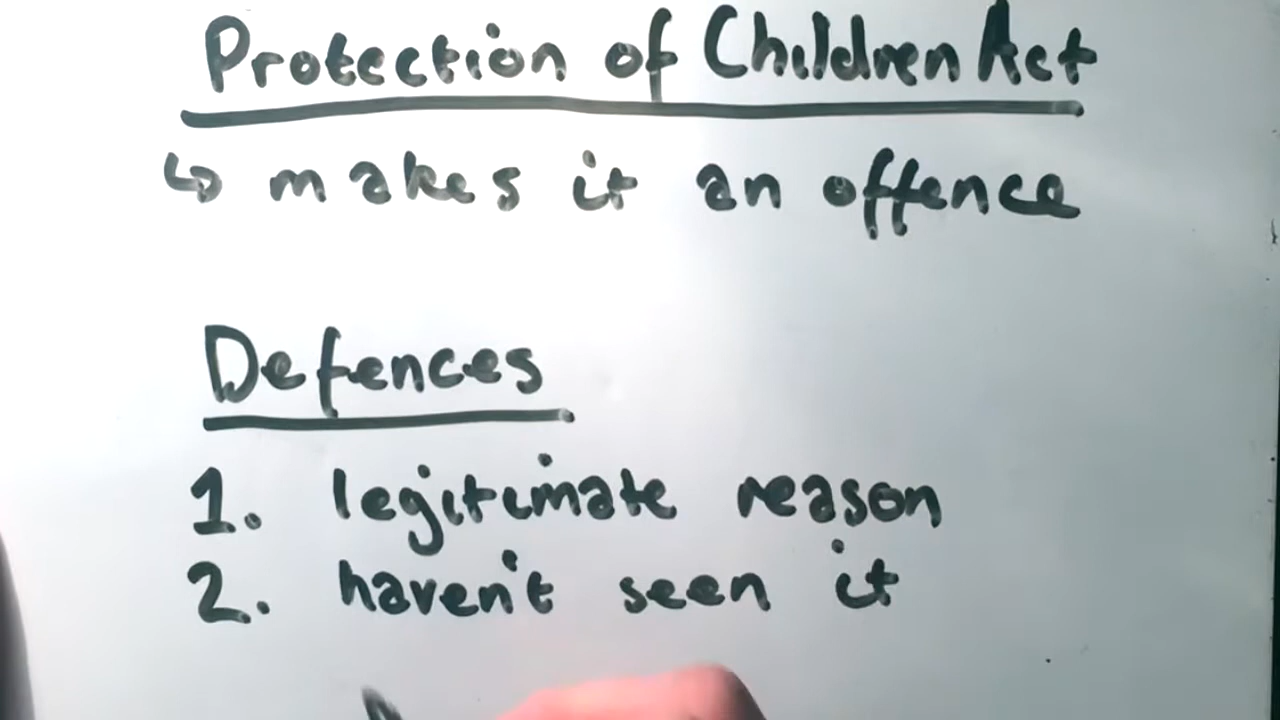 Protection of Children Act
↳ makes it an offence
Defences
1. legitimate reason
2. haven't seen it